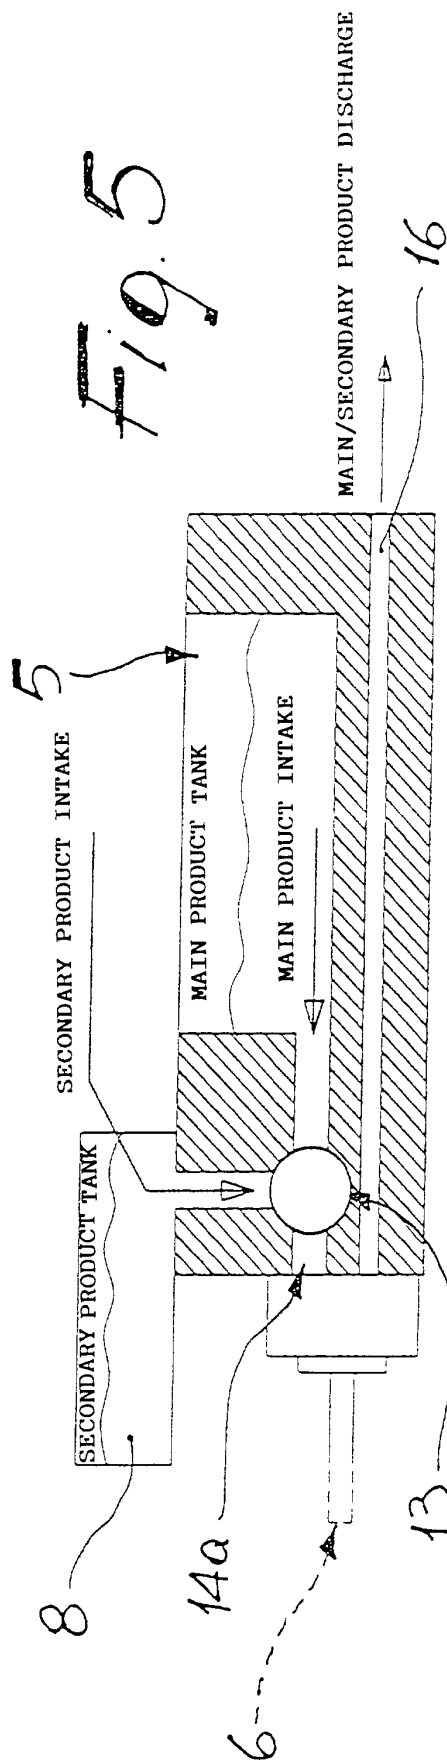 Fig. 5
5
SECONDARY PRODUCT INTAKE
8
SECONDARY PRODUCT TANK
MAIN PRODUCT TANK
MAIN PRODUCT INTAKE
14a
6
13
MAIN/SECONDARY PRODUCT DISCHARGE
16